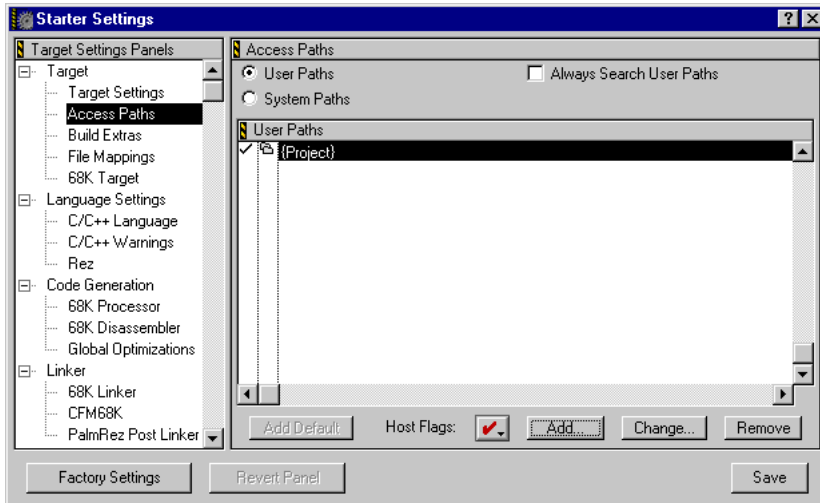 Starter Settings
Target Settings Panels
Target
Target Settings
Access Paths
Build Extras
File Mappings
68K Target
Language Settings
C/C++ Language
C/C++ Warnings
Rez
Code Generation
68K Processor
68K Disassembler
Global Optimizations
Linker
68K Linker
CFM68K
PalmRez Post Linker
Access Paths
User Paths
Always Search User Paths
System Paths
User Paths
{Project}
Add Default
Host Flags:
Add...
Change...
Remove
Factory Settings
Revert Panel
Save